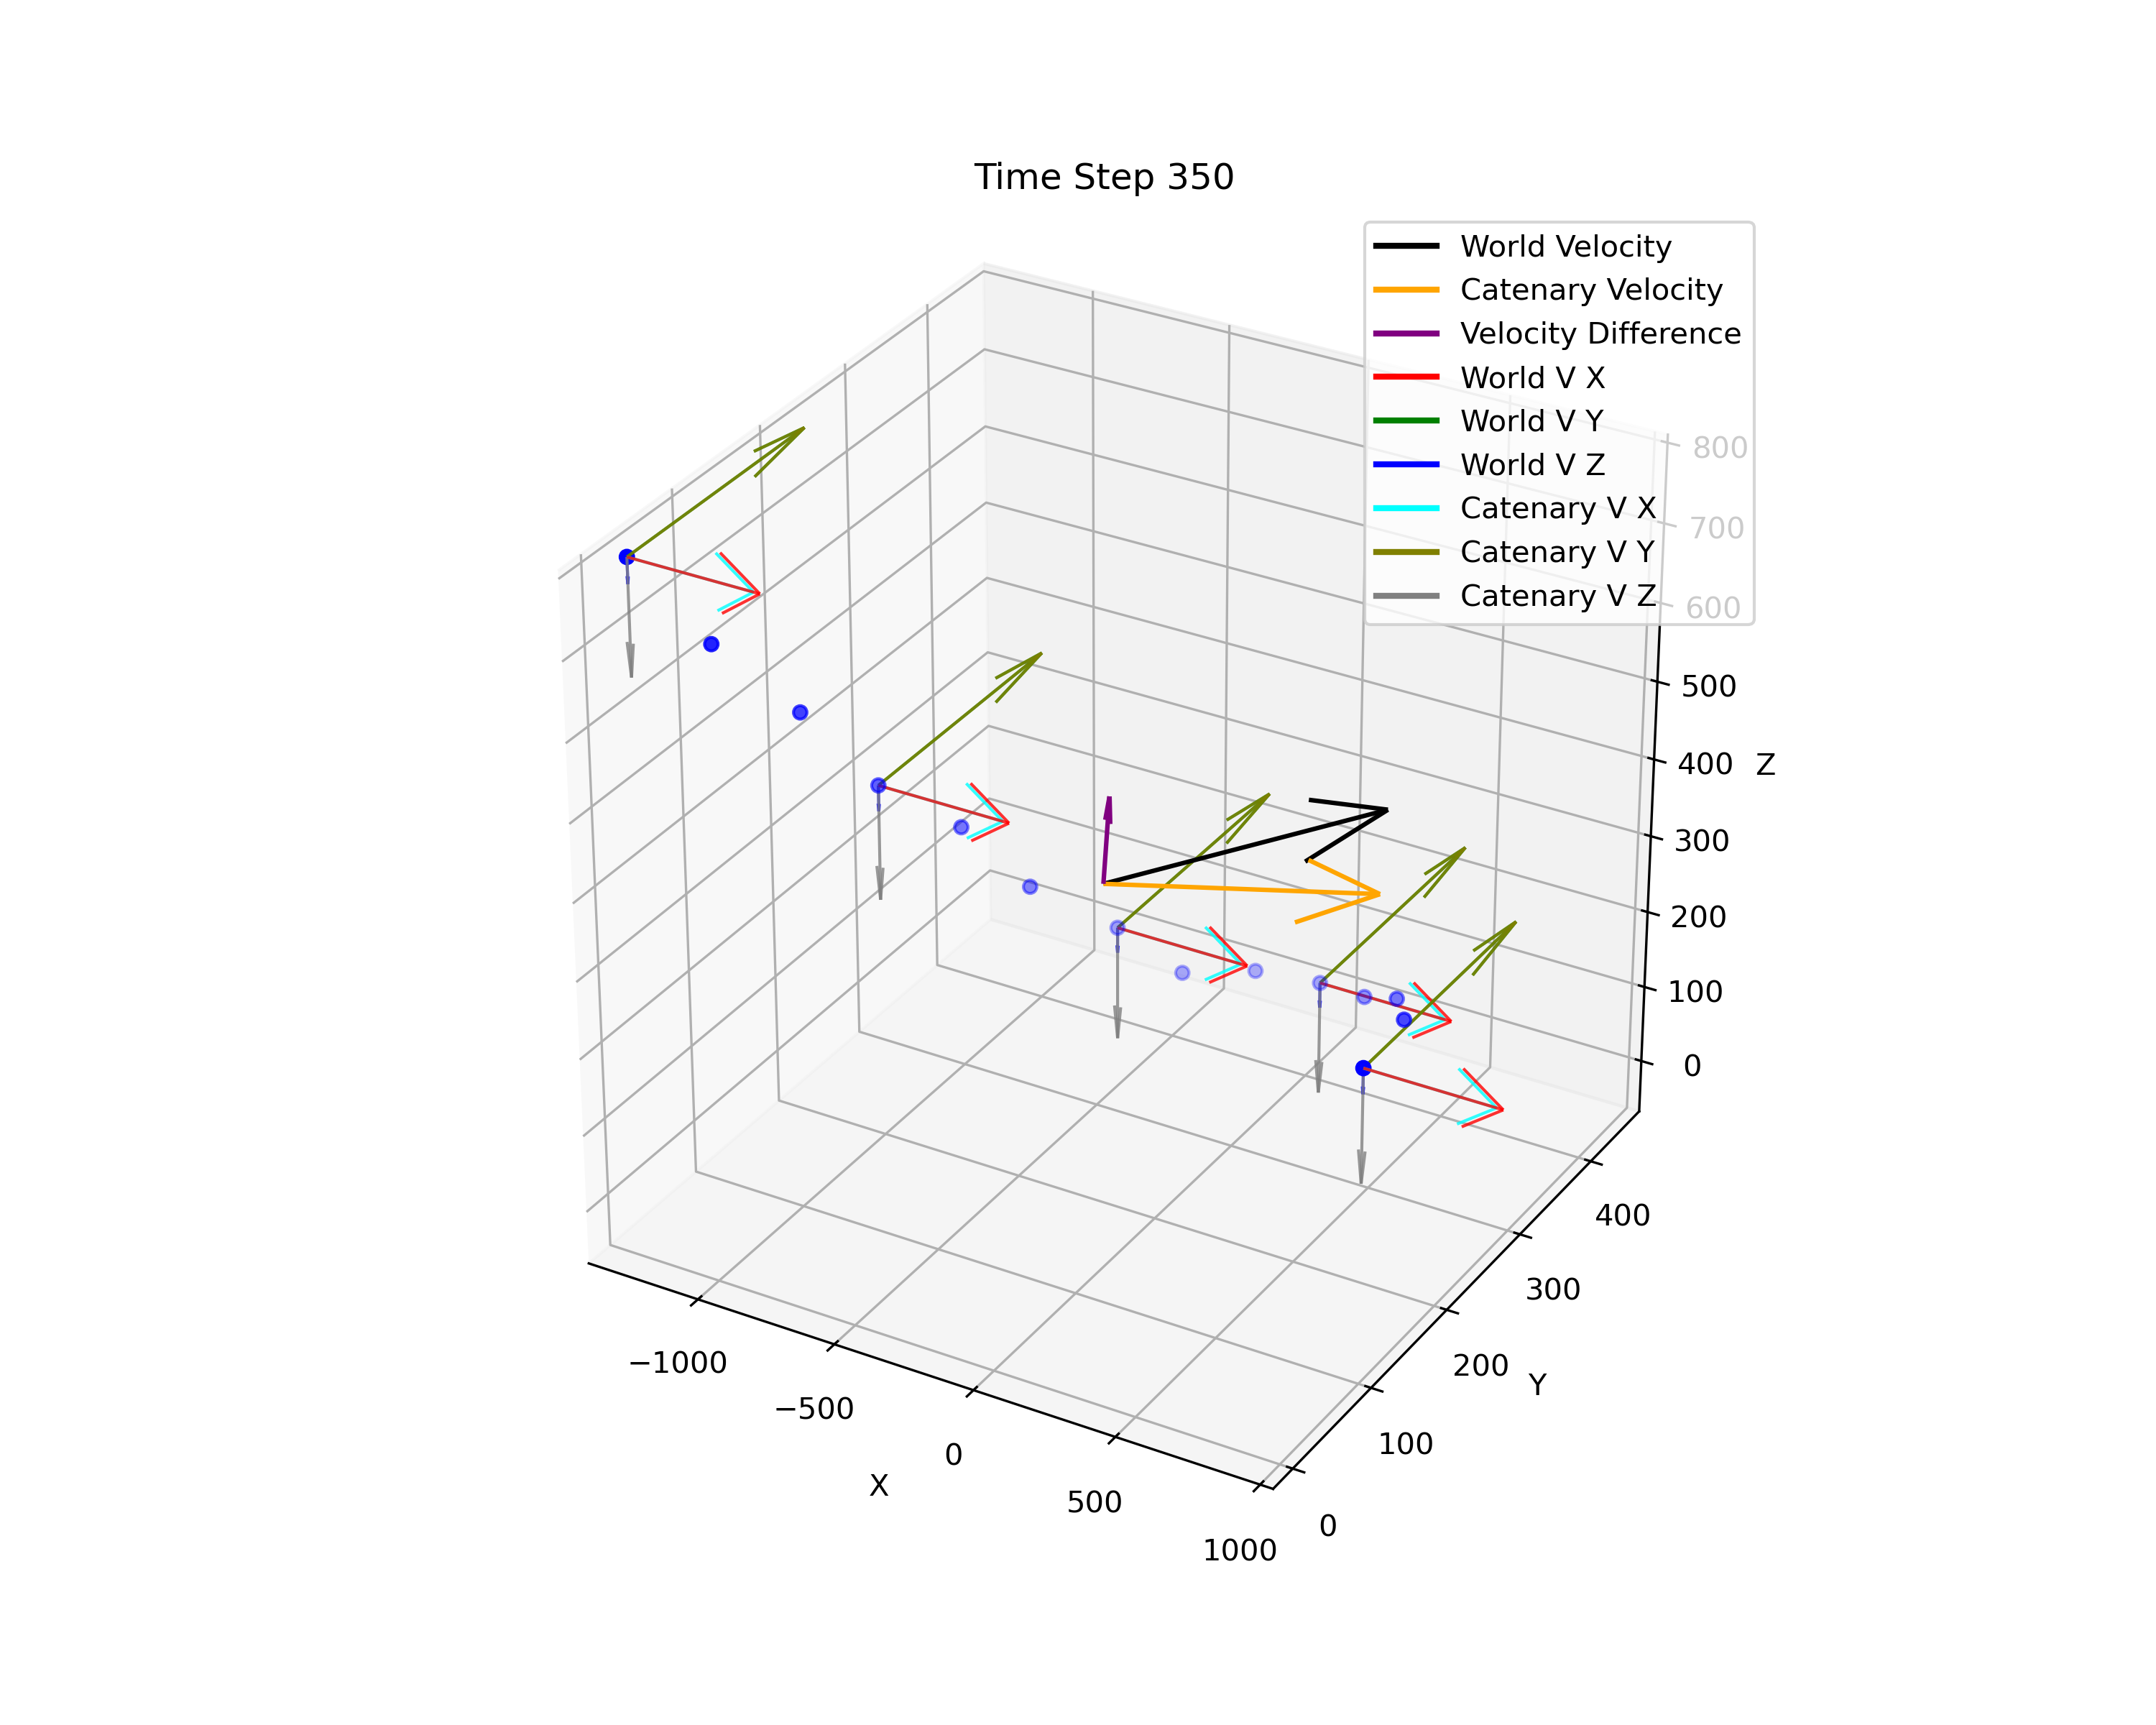 Time Step 350
World Velocity
Catenary Velocity
Velocity Difference
World V X
World V Y
World V Z
Catenary V X
Catenary V Y
Catenary V Z
800
700
600
500
400
300
200
100
0
Z
400
300
200
100
0
Y
−1000
−500
0
500
1000
X